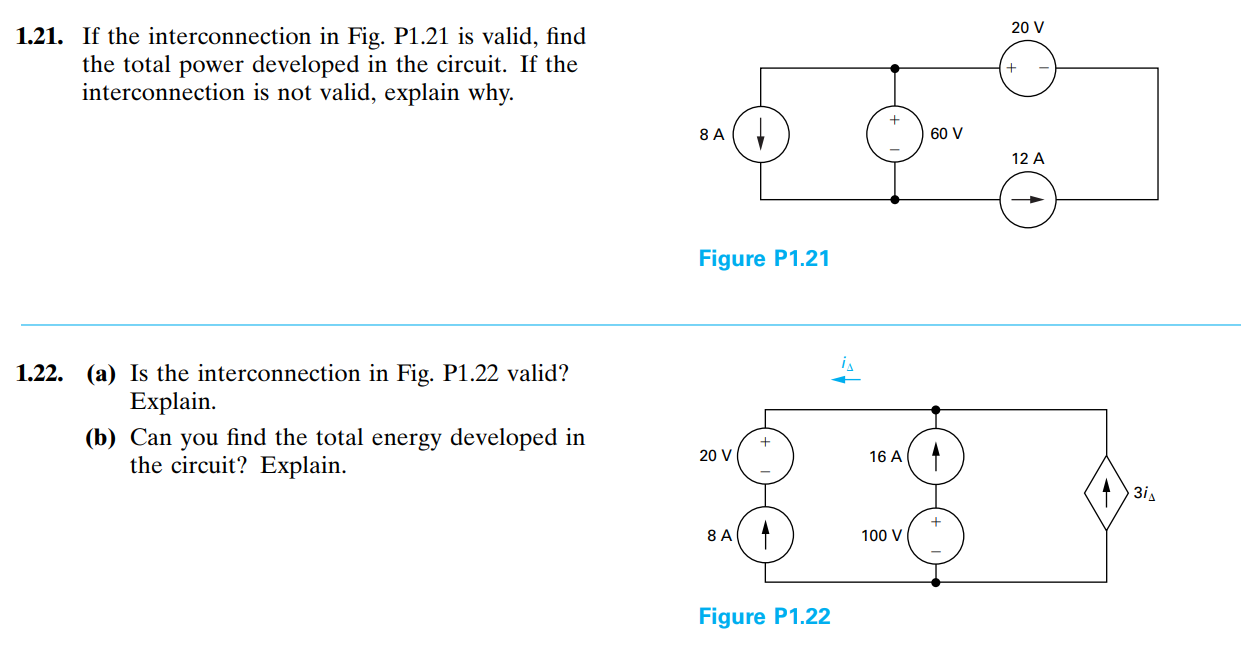 1.21. If the interconnection in Fig. P1.21 is valid, find
the total power developed in the circuit. If the
interconnection is not valid, explain why.
20 V
+ −
8 A
+
−
60 V
12 A
Figure P1.21
1.22. (a) Is the interconnection in Fig. P1.22 valid?
Explain.
(b) Can you find the total energy developed in
the circuit? Explain.
iΔ
20 V
+
−
16 A
3iΔ
8 A
100 V
+
−
Figure P1.22